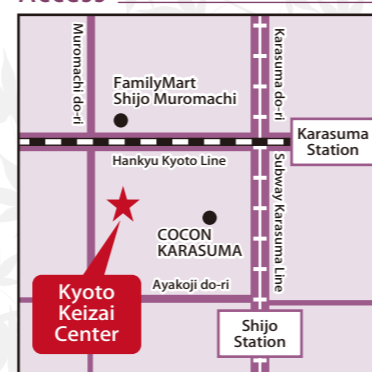 Access
Muromachi do-ri
Karasuma do-ri
FamilyMart
Shijo Muromachi
Karasuma
Station
Hankyu Kyoto Line
Subway Karasuma Line
COCON
KARASUMA
Kyoto
Keizai
Center
Ayakoji do-ri
Shijo
Station